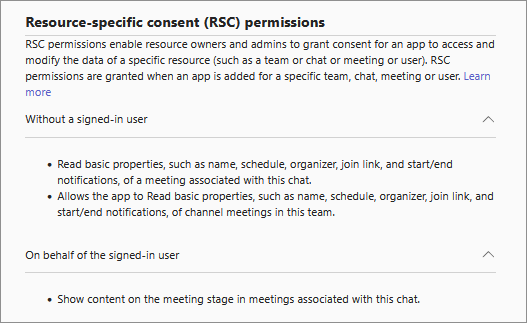 Resource-specific consent (RSC) permissions
RSC permissions enable resource owners and admins to grant consent for an app to access and
modify the data of a specific resource (such as a team or chat or meeting or user). RSC
permissions are granted when an app is added for a specific team, chat, meeting or user. Learn
more
Without a signed-in user
• Read basic properties, such as name, schedule, organizer, join link, and start/end
notifications, of a meeting associated with this chat.
• Allows the app to Read basic properties, such as name, schedule, organizer, join link, and
start/end notifications, of channel meetings in this team.
On behalf of the signed-in user
• Show content on the meeting stage in meetings associated with this chat.